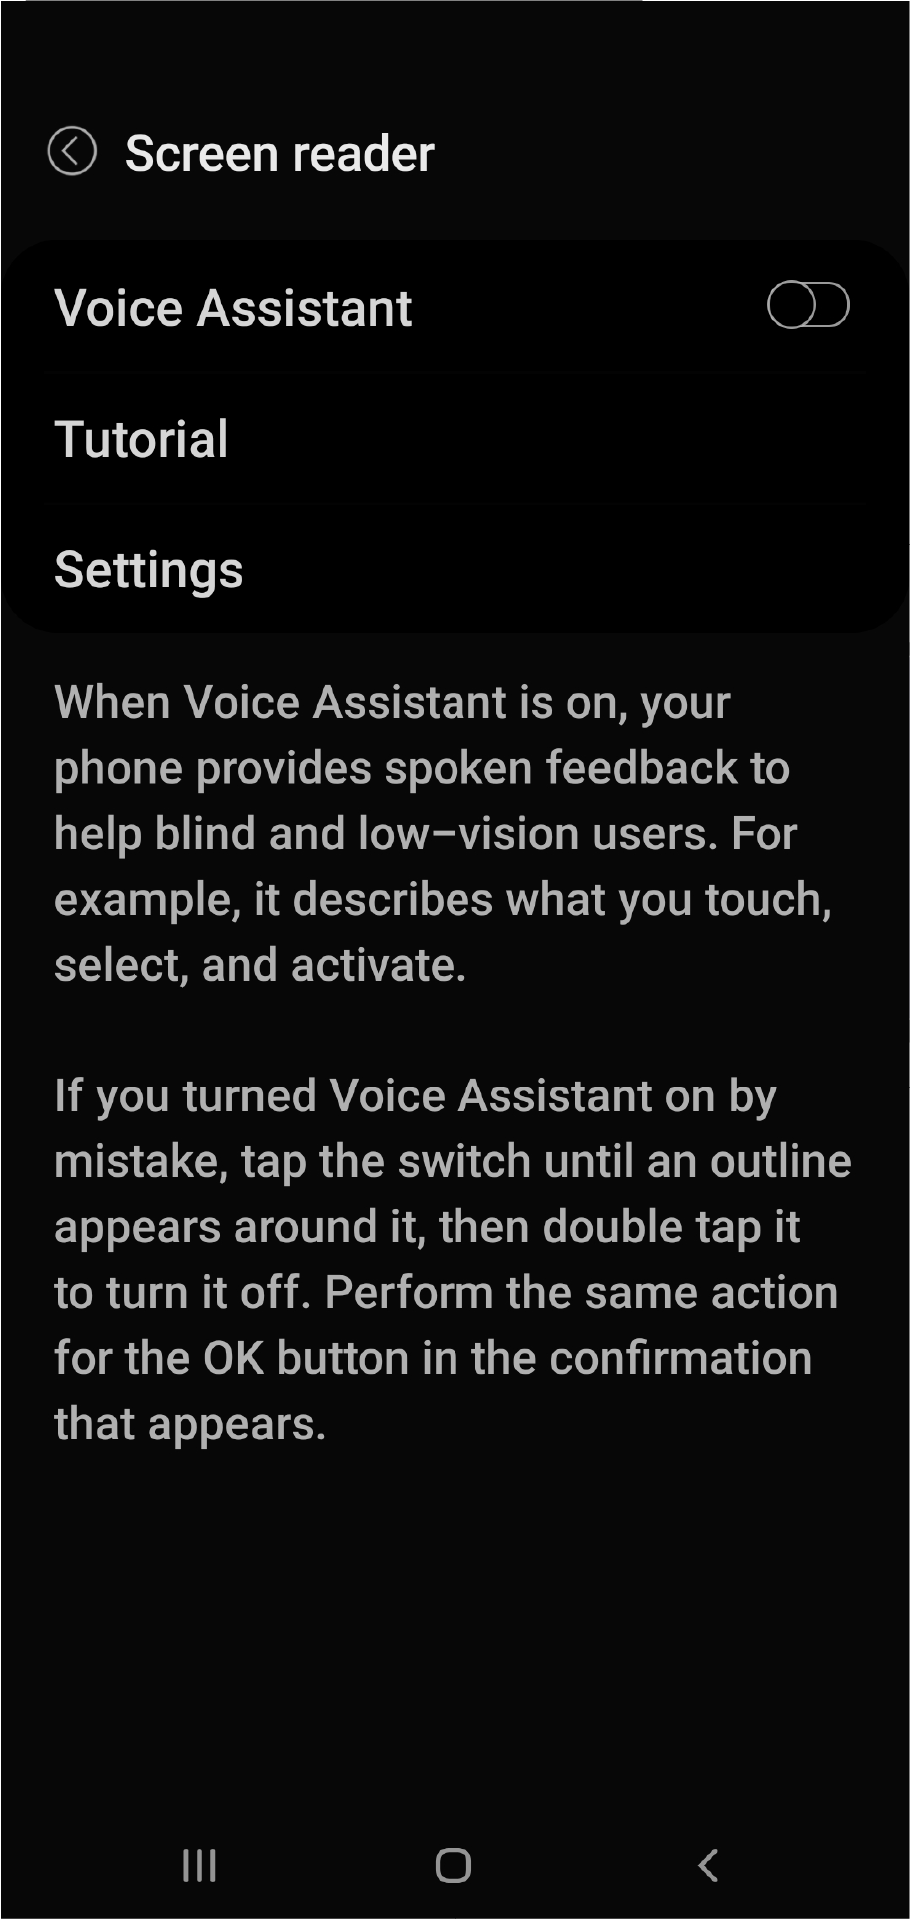 Screen reader
Voice Assistant
Tutorial
Settings
When Voice Assistant is on, your
phone provides spoken feedback to
help blind and low–vision users. For
example, it describes what you touch,
select, and activate.
If you turned Voice Assistant on by
mistake, tap the switch until an outline
appears around it, then double tap it
to turn it off. Perform the same action
for the OK button in the confirmation
that appears.